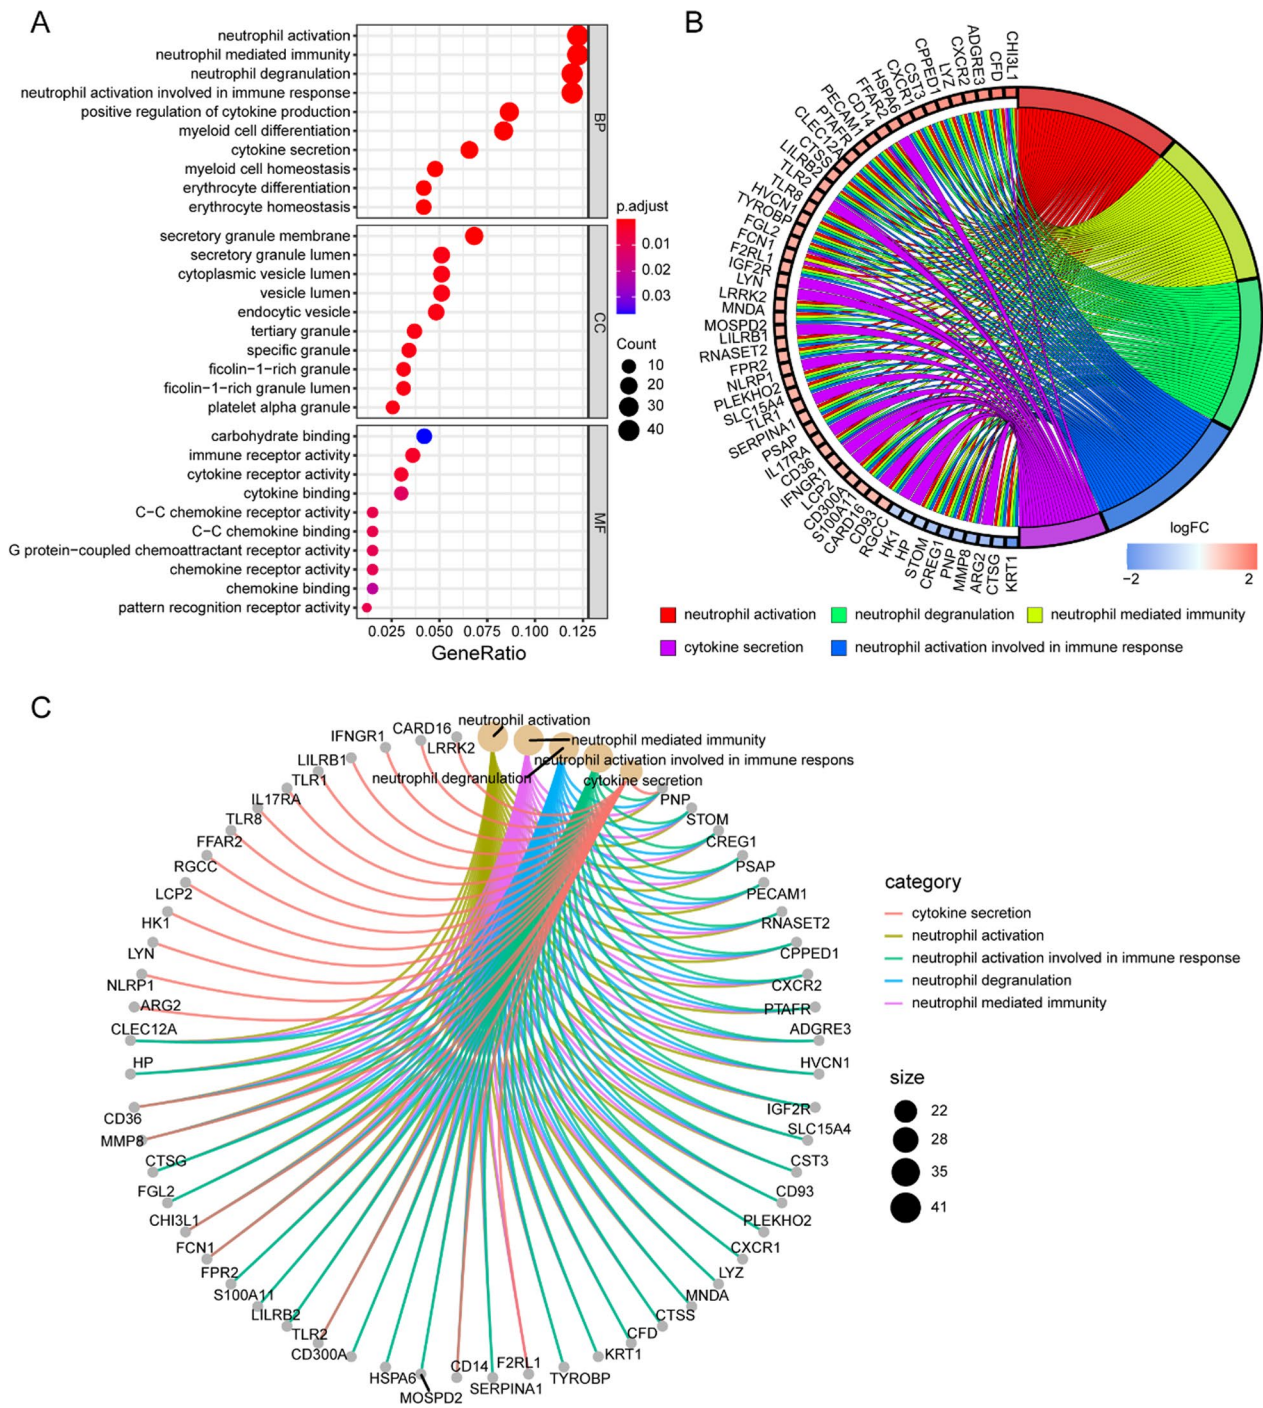 A
neutrophil activation
neutrophil mediated immunity
neutrophil degranulation
neutrophil activation involved in immune response
positive regulation of cytokine production
myeloid cell differentiation
cytokine secretion
myeloid cell homeostasis
erythrocyte differentiation
erythrocyte homeostasis
BP
secretory granule membrane
secretory granule lumen
cytoplasmic vesicle lumen
vesicle lumen
endocytic vesicle
tertiary granule
specific granule
ficolin−1−rich granule
ficolin−1−rich granule lumen
platelet alpha granule
CC
carbohydrate binding
immune receptor activity
cytokine receptor activity
cytokine binding
C−C chemokine receptor activity
C−C chemokine binding
G protein-coupled chemoattractant receptor activity
chemokine receptor activity
chemokine binding
pattern recognition receptor activity
MF
0.025 0.050 0.075 0.100 0.125
GeneRatio
p.adjust
0.01
0.02
0.03
Count
10
20
30
40
B
CHI3L1
CFD
ADGRE3
CXCR2
LYZ
CPPED1
CST3
CXCR1
HSPA6
FFAR2
CD14
PECAM1
PTAFR
CLEC12A
CTSS
LILRB2
TLR2
TLR8
HVCN1
TYROBP
FGL2
FCN1
F2RL1
IGF2R
LYN
LRRK2
MNDA
MOSPD2
LILRB1
RNASET2
FPR2
NLRP1
PLEKHO2
SLC15A4
TLR1
SERPINA1
PSAP
IL17RA
CD36
IFNGR1
LCP2
CD300A
S100A11
CARD16
CD93
RGCC
HK1
HP
STOM
CREG1
PNP
MMP8
ARG2
CTSG
KRT1
logFC
−2 2
neutrophil activation neutrophil degranulation neutrophil mediated immunity
cytokine secretion neutrophil activation involved in immune response
C
neutrophil activation
neutrophil mediated immunity
neutrophil activation involved in immune respons
neutrophil degranulation
cytokine secretion
LRRK2
CARD16
IFNGR1
LILRB1
TLR1
IL17RA
TLR8
FFAR2
RGCC
LCP2
HK1
LYN
NLRP1
ARG2
CLEC12A
HP
CD36
MMP8
CTSG
FGL2
CHI3L1
FCN1
FPR2
S100A11
LILRB2
TLR2
CD300A
HSPA6
MOSPD2
CD14
SERPINA1
F2RL1
TYROBP
KRT1
CFD
CTSS
MNDA
LYZ
CXCR1
PLEKHO2
CD93
CST3
SLC15A4
IGF2R
HVCN1
ADGRE3
PTAFR
CXCR2
CPPED1
RNASET2
PECAM1
PSAP
CREG1
STOM
PNP
category
cytokine secretion
neutrophil activation
neutrophil activation involved in immune response
neutrophil degranulation
neutrophil mediated immunity
size
22
28
35
41